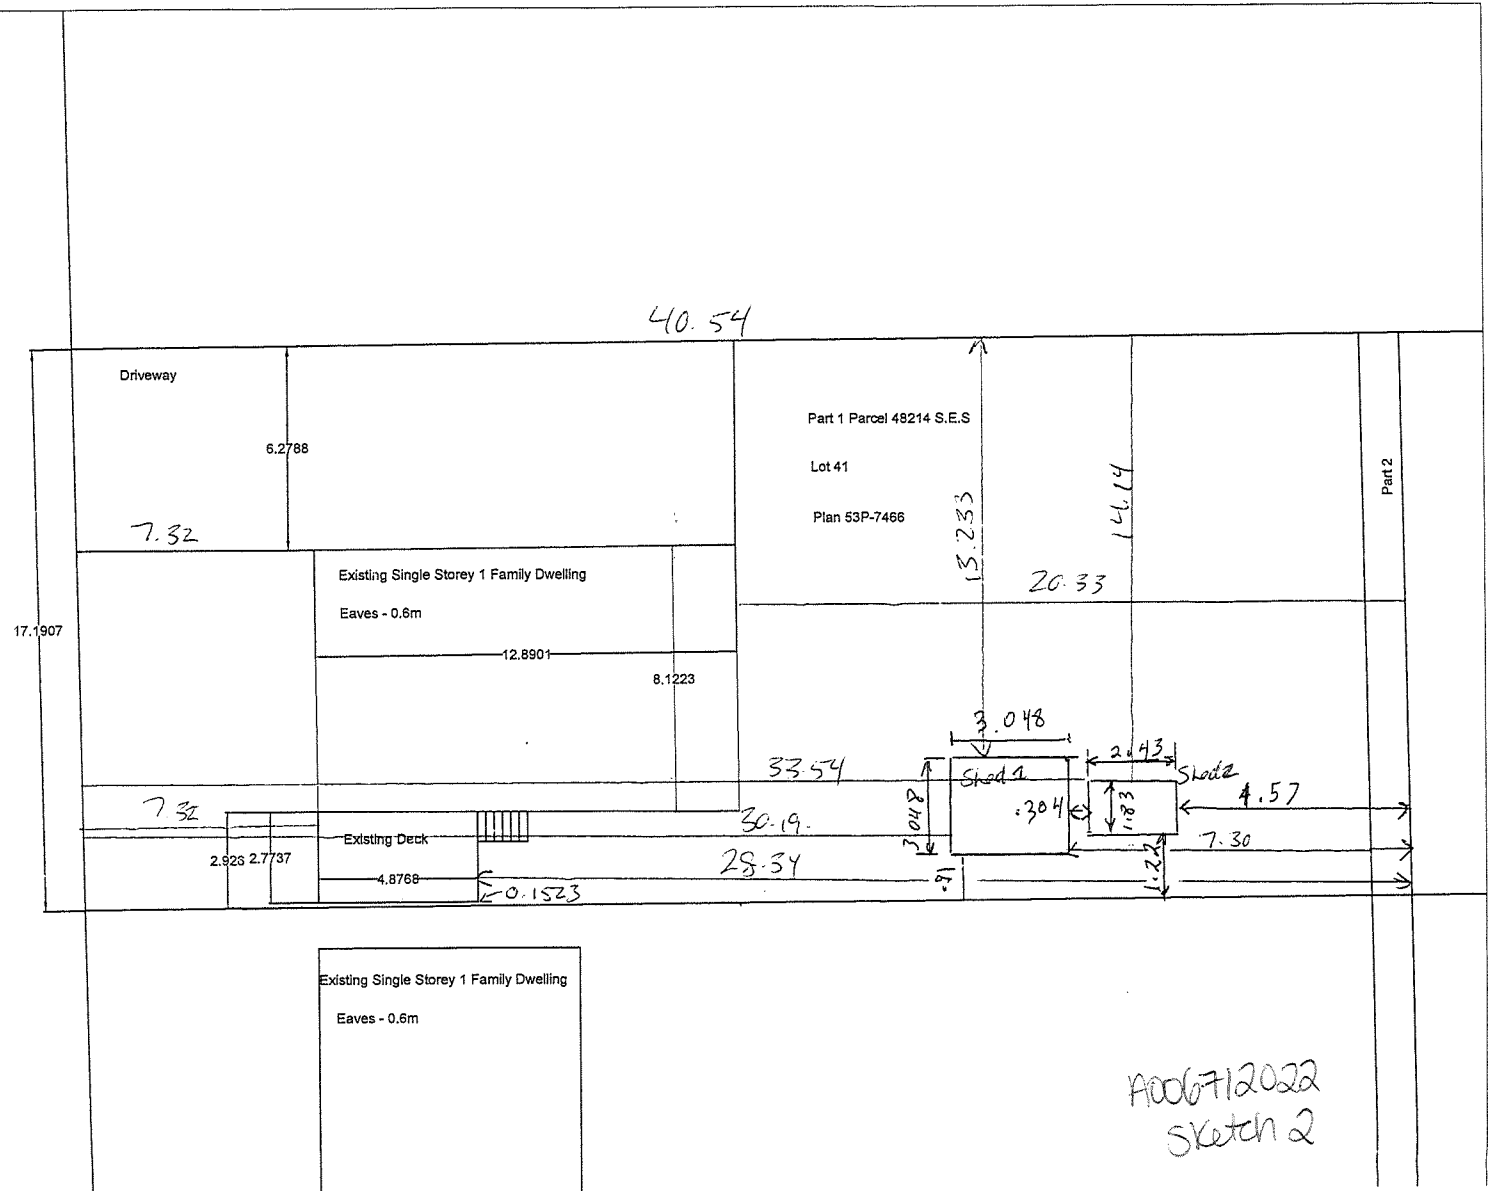 40.54
Driveway
6.2788
7.32
Part 1 Parcel 48214 S.E.S
Lot 41
Plan 53P-7466
13.233
14.14
Part 2
20.33
Existing Single Storey 1 Family Dwelling
Eaves - 0.6m
17.1907
12.8901
8.1223
3.048
2.43
33.54
Shed 1
Shed 2
3.048
.304
1.83
4.57
7.32
30.19.
Existing Deck
7.30
2.926 2.7737
28.34
.91
1.22
4.8768
0.1523
Existing Single Storey 1 Family Dwelling
Eaves - 0.6m
A006712022
Sketch 2